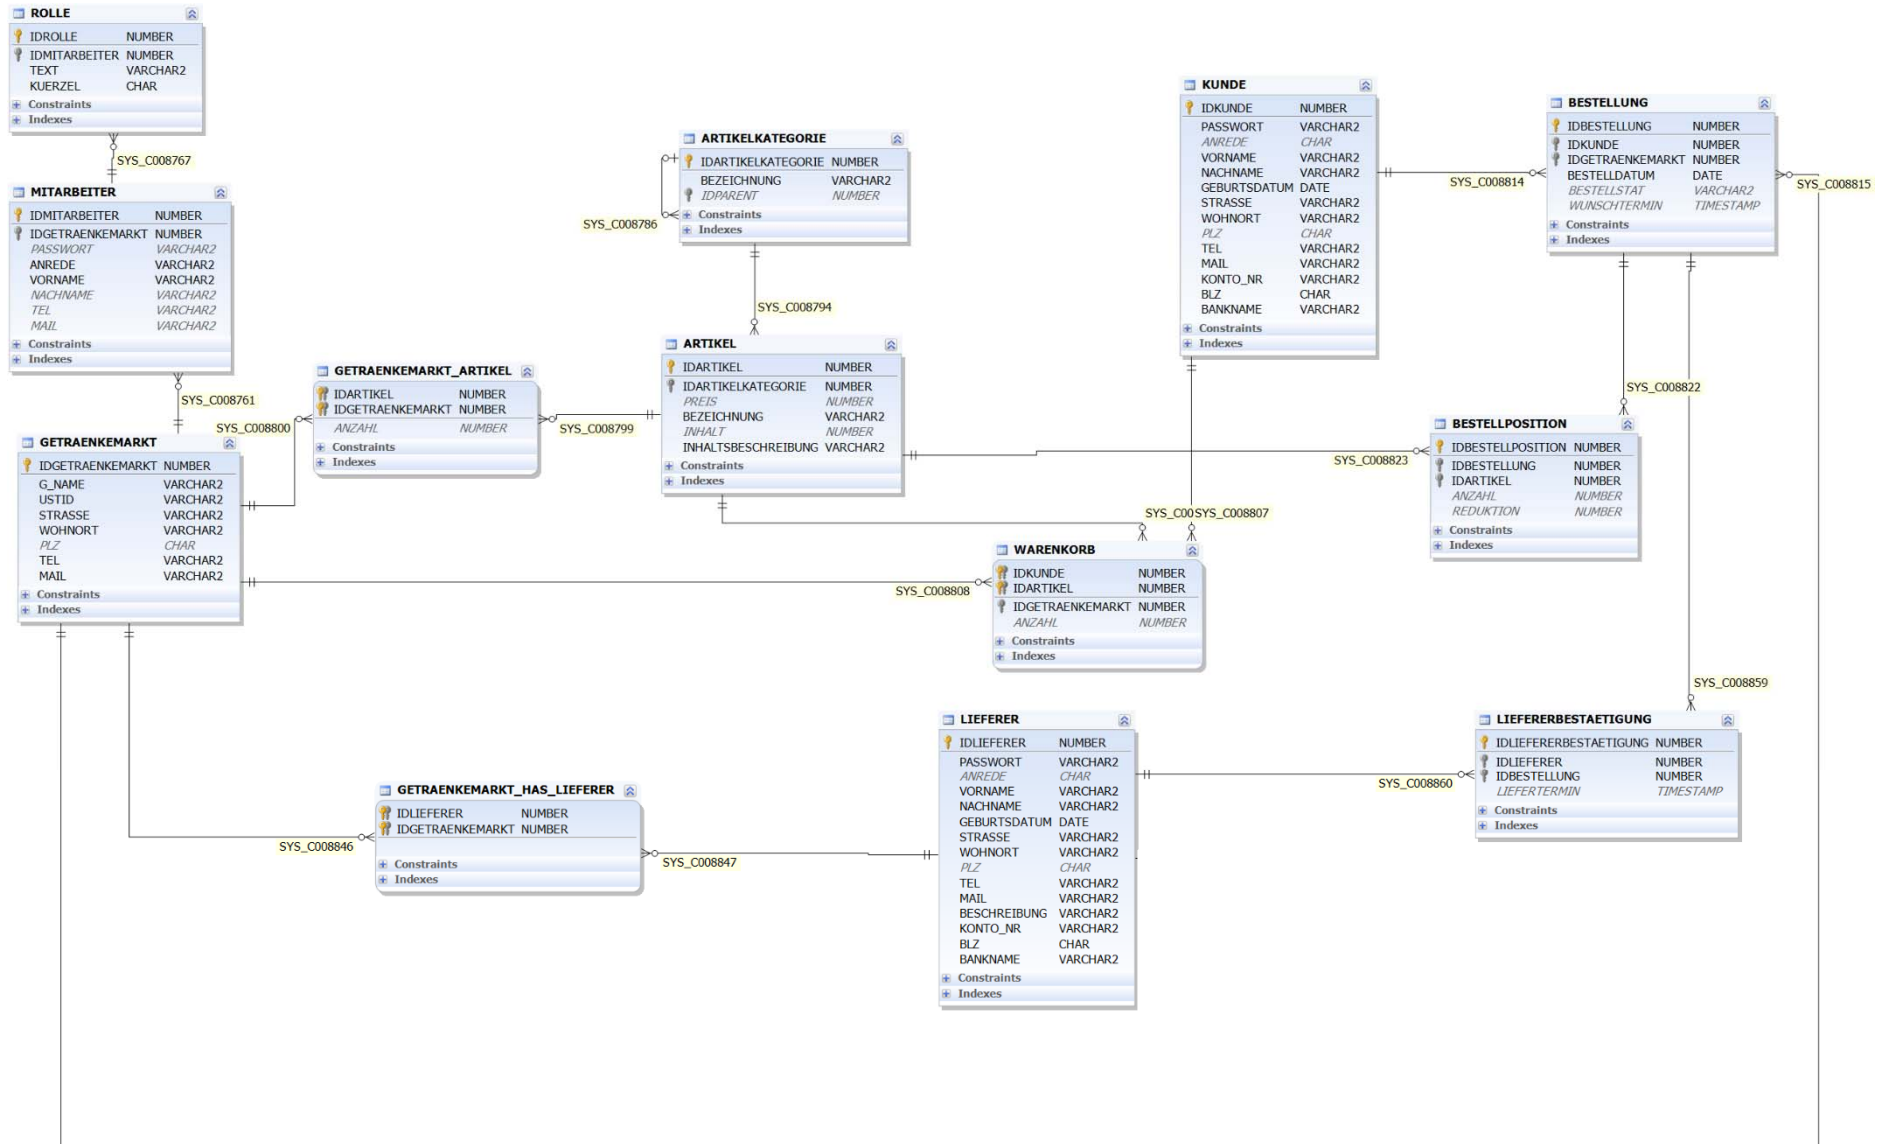 ROLLE
IDROLLE NUMBER
IDMITARBEITER NUMBER
TEXT VARCHAR2
KUERZEL CHAR
Constraints
Indexes
SYS_C008767
MITARBEITER
IDMITARBEITER NUMBER
IDGETRAENKEMARKT NUMBER
PASSWORT VARCHAR2
ANREDE VARCHAR2
VORNAME VARCHAR2
NACHNAME VARCHAR2
TEL VARCHAR2
MAIL VARCHAR2
Constraints
Indexes
SYS_C008761
GETRAENKEMARKT
IDGETRAENKEMARKT NUMBER
G_NAME VARCHAR2
USTID VARCHAR2
STRASSE VARCHAR2
WOHNORT VARCHAR2
PLZ CHAR
TEL VARCHAR2
MAIL VARCHAR2
Constraints
Indexes
SYS_C008800
GETRAENKEMARKT_ARTIKEL
IDARTIKEL NUMBER
IDGETRAENKEMARKT NUMBER
ANZAHL NUMBER
Constraints
Indexes
SYS_C008799
ARTIKELKATEGORIE
IDARTIKELKATEGORIE NUMBER
BEZEICHNUNG VARCHAR2
IDPARENT NUMBER
Constraints
Indexes
SYS_C008786
SYS_C008794
ARTIKEL
IDARTIKEL NUMBER
IDARTIKELKATEGORIE NUMBER
PREIS NUMBER
BEZEICHNUNG VARCHAR2
INHALT NUMBER
INHALTSBESCHREIBUNG VARCHAR2
Constraints
Indexes
KUNDE
IDKUNDE NUMBER
PASSWORT VARCHAR2
ANREDE CHAR
VORNAME VARCHAR2
NACHNAME VARCHAR2
GEBURTSDATUM DATE
STRASSE VARCHAR2
WOHNORT VARCHAR2
PLZ CHAR
TEL VARCHAR2
MAIL VARCHAR2
KONTO_NR VARCHAR2
BLZ CHAR
BANKNAME VARCHAR2
Constraints
Indexes
SYS_C008814
BESTELLUNG
IDBESTELLUNG NUMBER
IDKUNDE NUMBER
IDGETRAENKEMARKT NUMBER
BESTELLDATUM DATE
BESTELLSTAT VARCHAR2
WUNSCHTERMIN TIMESTAMP
Constraints
Indexes
SYS_C008815
SYS_C008822
BESTELLPOSITION
IDBESTELLPOSITION NUMBER
IDBESTELLUNG NUMBER
IDARTIKEL NUMBER
ANZAHL NUMBER
REDUKTION NUMBER
Constraints
Indexes
SYS_C008823
SYS_C00
SYS_C008807
WARENKORB
IDKUNDE NUMBER
IDARTIKEL NUMBER
IDGETRAENKEMARKT NUMBER
ANZAHL NUMBER
Constraints
Indexes
SYS_C008808
SYS_C008859
LIEFERER
IDLIEFERER NUMBER
PASSWORT VARCHAR2
ANREDE CHAR
VORNAME VARCHAR2
NACHNAME VARCHAR2
GEBURTSDATUM DATE
STRASSE VARCHAR2
WOHNORT VARCHAR2
PLZ CHAR
TEL VARCHAR2
MAIL VARCHAR2
BESCHREIBUNG VARCHAR2
KONTO_NR VARCHAR2
BLZ CHAR
BANKNAME VARCHAR2
Constraints
Indexes
LIEFERERBESTAETIGUNG
IDLIEFERERBESTAETIGUNG NUMBER
IDLIEFERER NUMBER
IDBESTELLUNG NUMBER
LIEFERTERMIN TIMESTAMP
Constraints
Indexes
SYS_C008860
GETRAENKEMARKT_HAS_LIEFERER
IDLIEFERER NUMBER
IDGETRAENKEMARKT NUMBER
Constraints
Indexes
SYS_C008846
SYS_C008847